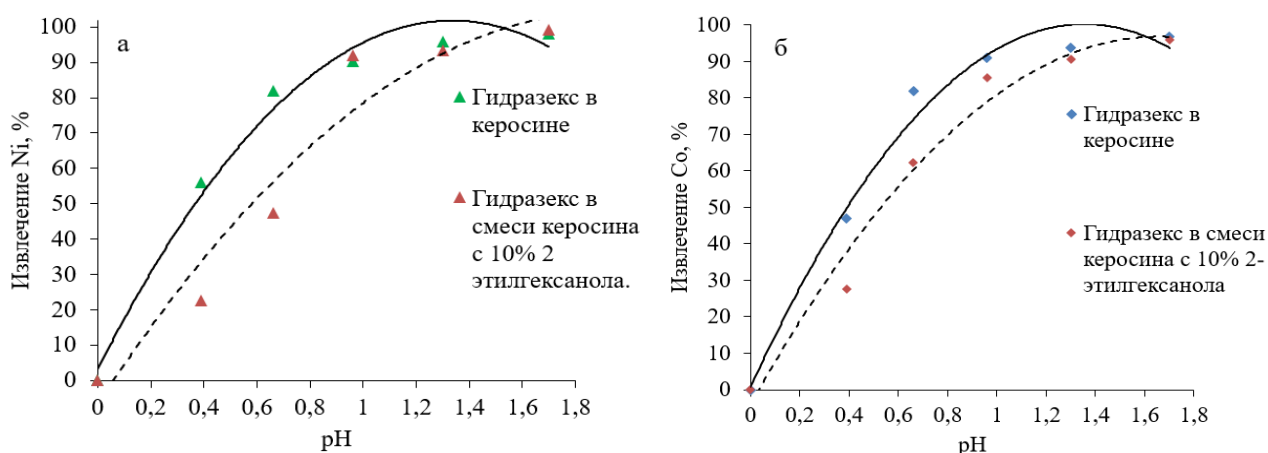 а
Извлечение Ni, %
100
90
80
70
60
50
40
30
20
10
0
0
0,2
0,4
0,6
0,8
1
1,2
1,4
1,6
1,8
pH
Гидразекс в
керосине
Гидразекс в
смеси керосина
с 10% 2
этилгексанола.
б
Извлечение Co, %
100
90
80
70
60
50
40
30
20
10
0
0
0,2
0,4
0,6
0,8
1
1,2
1,4
1,6
1,8
pH
Гидразекс в
керосине
Гидразекс в смеси
керосина с 10% 2-
этилгексанола